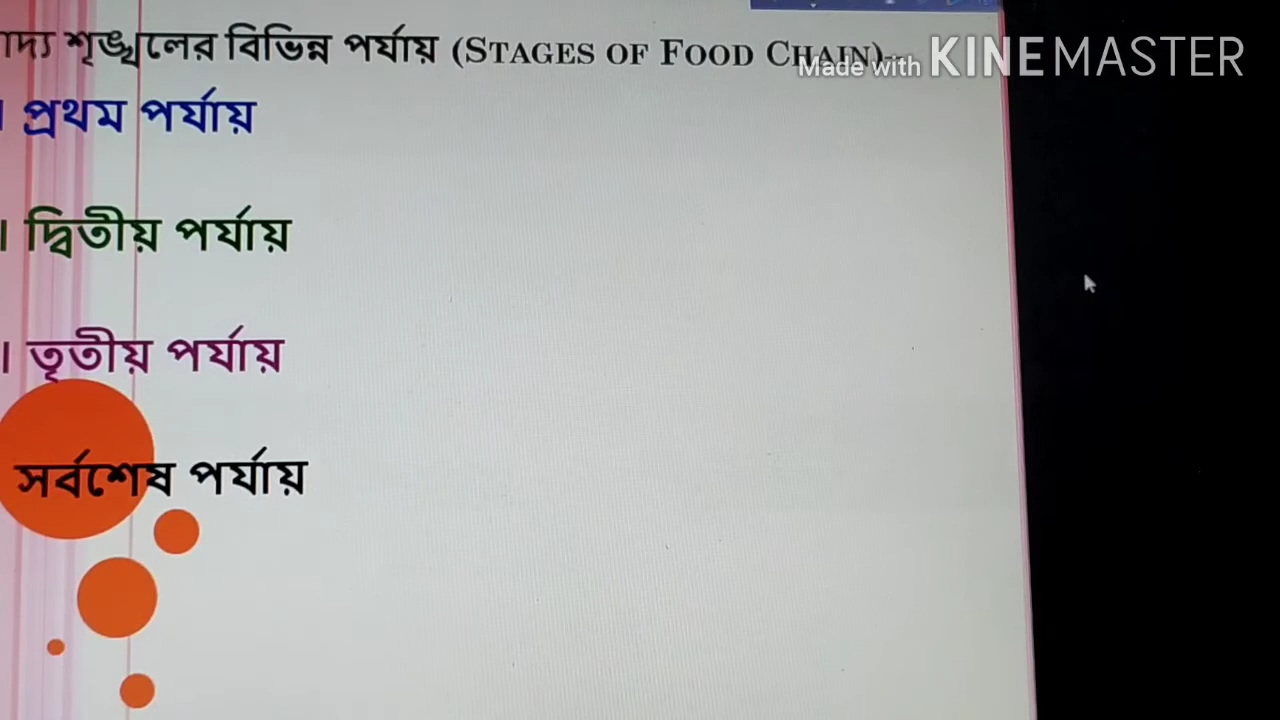 াদ্য শৃঙ্খলের বিভিন্ন পর্যায় (STAGES OF FOOD CHAIN)-
Made with KINEMASTER
। প্রথম পর্যায়
। দ্বিতীয় পর্যায়
। তৃতীয় পর্যায়
সর্বশেষ পর্যায়